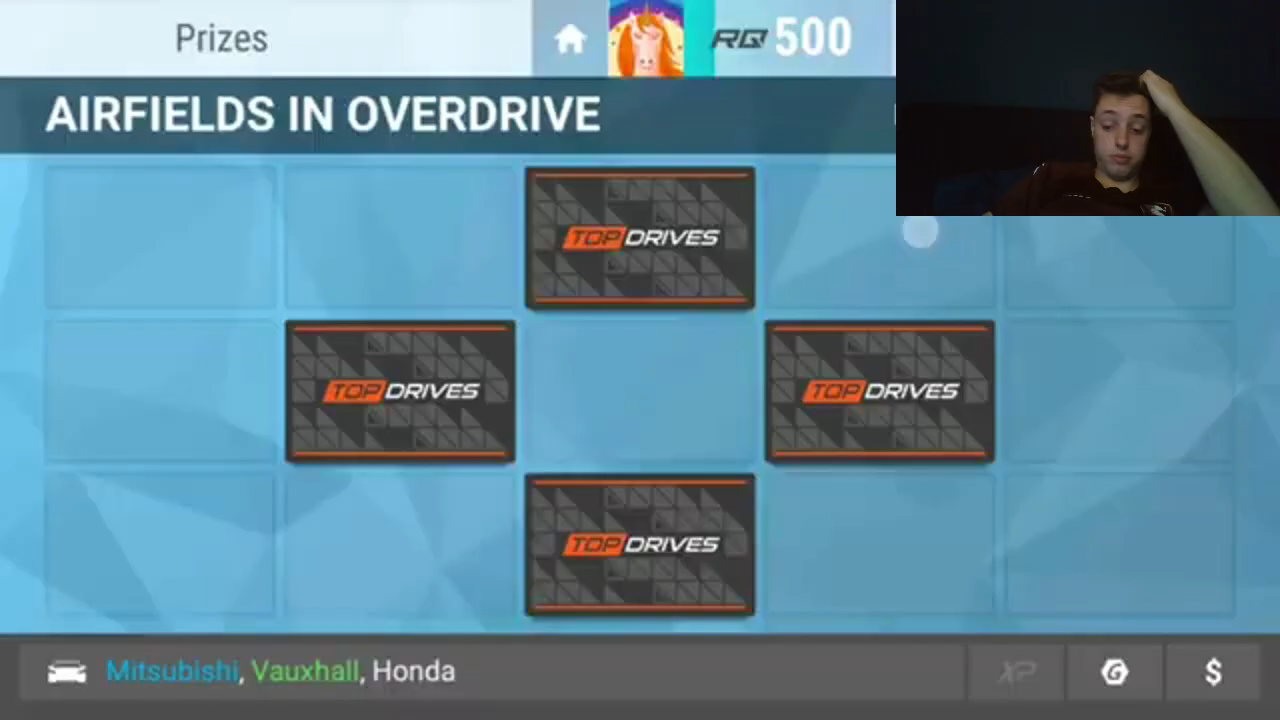 Prizes
RQ 500
AIRFIELDS IN OVERDRIVE
TOP DRIVES
TOP DRIVES
TOP DRIVES
TOP DRIVES
Mitsubishi, Vauxhall, Honda
XP
G
$